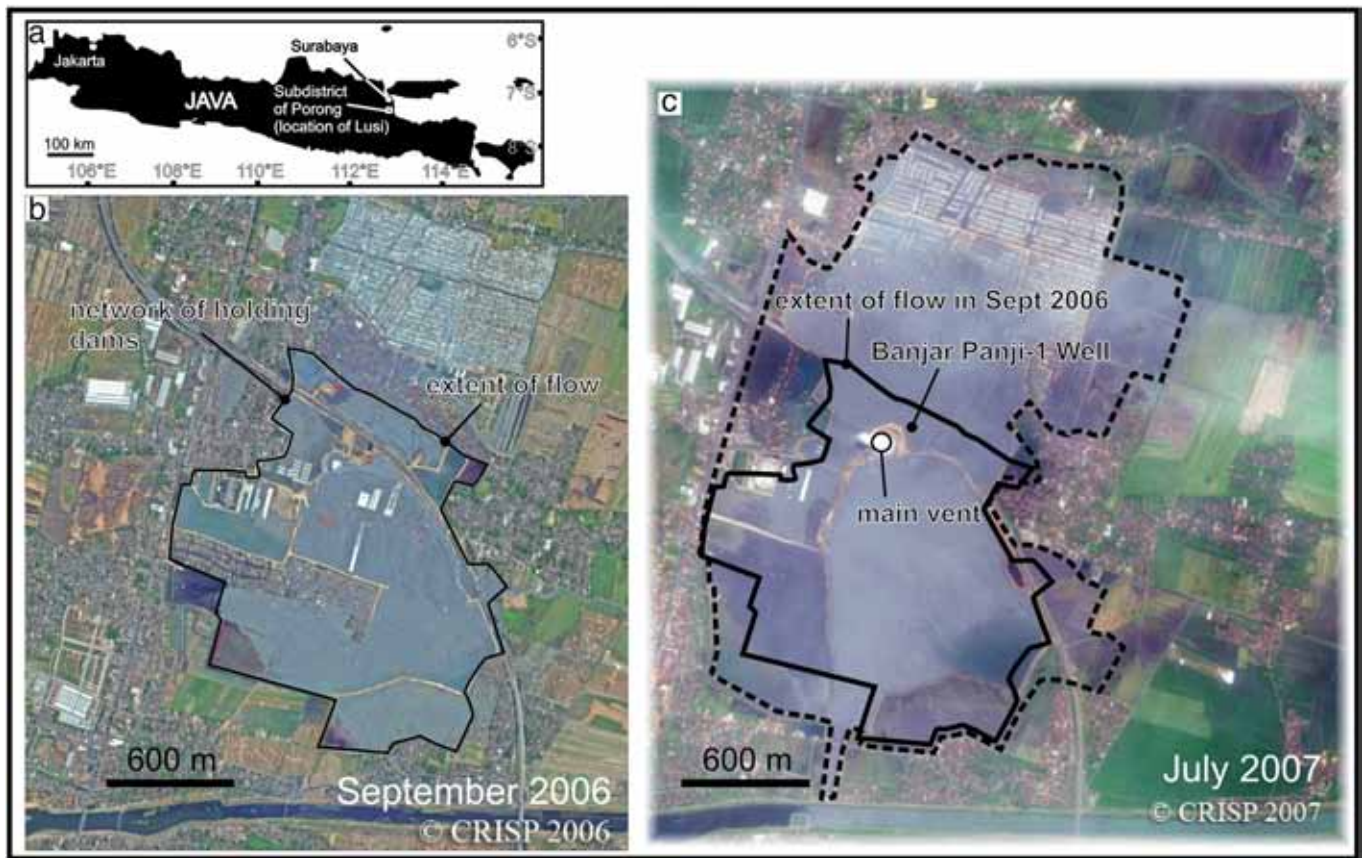 a
Jakarta
Surabaya
JAVA
Subdistrict
of Porong
(location of Lusi)
100 km
6°S
7°S
8°S
106°E
108°E
110°E
112°E
114°E
b
network of holding
dams
extent of flow
600 m
September 2006
© CRISP 2006
c
extent of flow in Sept 2006
Banjar Panji-1 Well
main vent
600 m
July 2007
© CRISP 2007